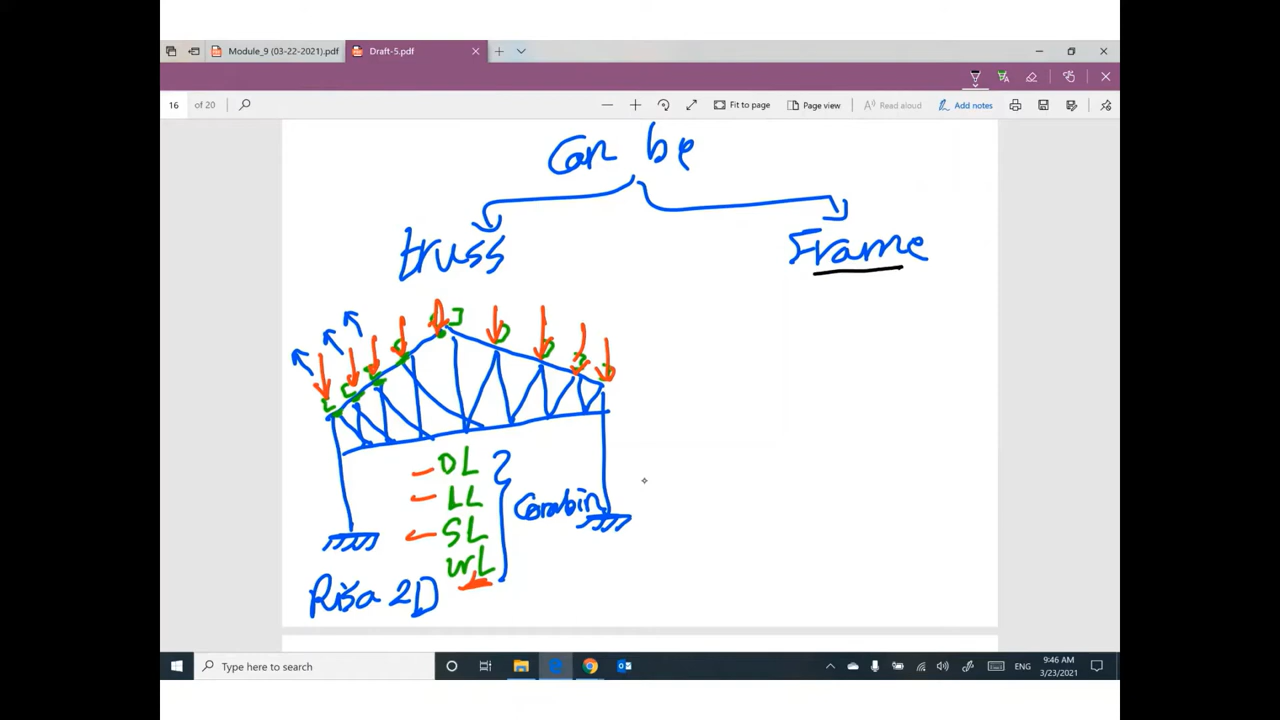 Module_9 (03-22-2021).pdf
Draft-5.pdf
16 of 20
Fit to page
Page view
Read aloud
Add notes
Can be
truss
Frame
DL
LL
SL
WL
Combin
Risa 2D
Type here to search
ENG
9:46 AM
3/23/2021